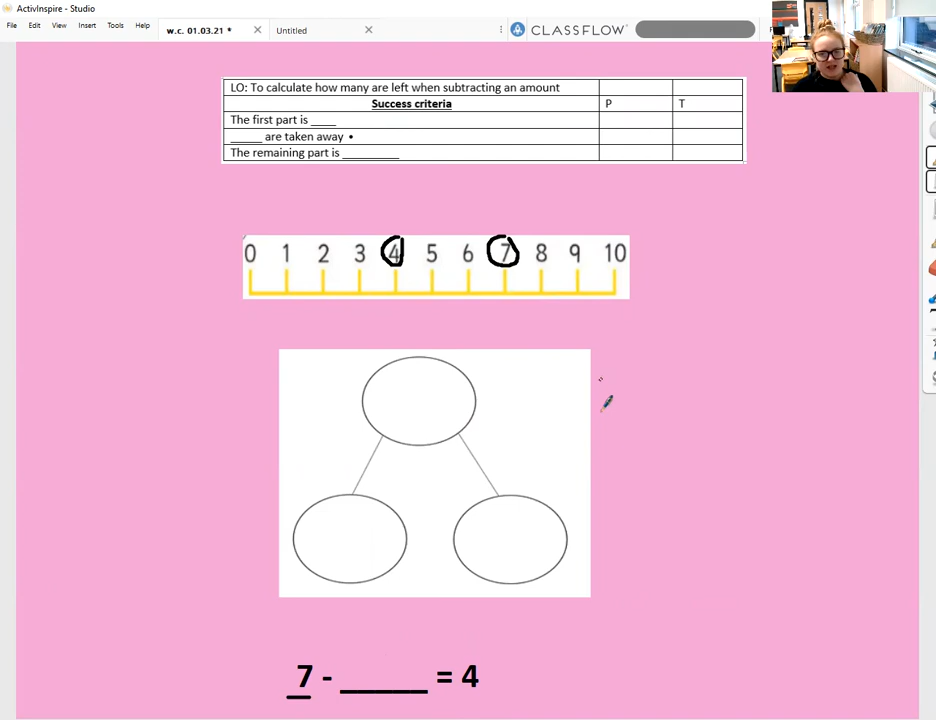 ActivInspire - Studio
File Edit View Insert Tools Help
w.c. 01.03.21 *
Untitled
CLASSFLOW
LO: To calculate how many are left when subtracting an amount
Success criteria P T
The first part is ____
_____ are taken away •
The remaining part is _________
0 1 2 3 4 5 6 7 8 9 10
7 - _____ = 4